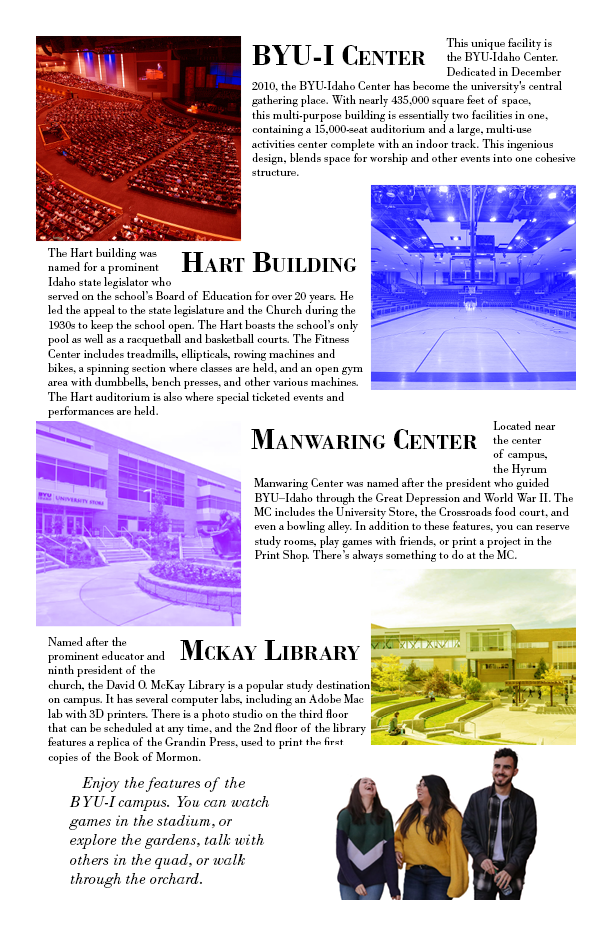 BYU-I Center
This unique facility is
the BYU-Idaho Center.
Dedicated in December
2010, the BYU-Idaho Center has become the university's central
gathering place. With nearly 435,000 square feet of space,
this multi-purpose building is essentially two facilities in one,
containing a 15,000-seat auditorium and a large, multi-use
activities center complete with an indoor track. This ingenious
design, blends space for worship and other events into one cohesive
structure.
Hart Building
The Hart building was
named for a prominent
Idaho state legislator who
served on the school's Board of Education for over 20 years. He
led the appeal to the state legislature and the Church during the
1930s to keep the school open. The Hart boasts the school's only
pool as well as a racquetball and basketball courts. The Fitness
Center includes treadmills, ellipticals, rowing machines and
bikes, a spinning section where classes are held, and an open gym
area with dumbbells, bench presses, and other various machines.
The Hart auditorium is also where special ticketed events and
performances are held.
BYU
UNIVERSITY STORE
Manwaring Center
Located near
the center
of campus,
the Hyrum
Manwaring Center was named after the president who guided
BYU–Idaho through the Great Depression and World War II. The
MC includes the University Store, the Crossroads food court, and
even a bowling alley. In addition to these features, you can reserve
study rooms, play games with friends, or print a project in the
Print Shop. There's always something to do at the MC.
McKay Library
Named after the
prominent educator and
ninth president of the
church, the David O. McKay Library is a popular study destination
on campus. It has several computer labs, including an Adobe Mac
lab with 3D printers. There is a photo studio on the third floor
that can be scheduled at any time, and the 2nd floor of the library
features a replica of the Grandin Press, used to print the first
copies of the Book of Mormon.
Enjoy the features of the
BYU-I campus. You can watch
games in the stadium, or
explore the gardens, talk with
others in the quad, or walk
through the orchard.